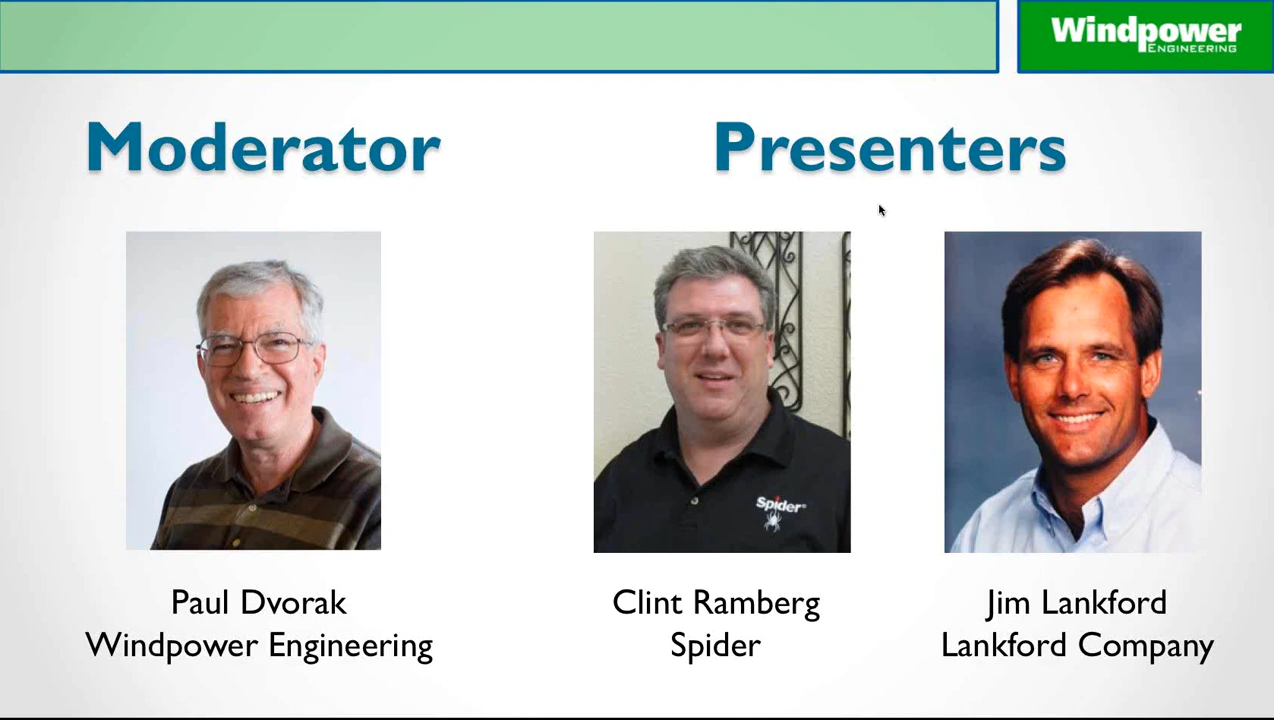 Windpower
ENGINEERING
Moderator
Presenters
Spider®
Paul Dvorak
Windpower Engineering
Clint Ramberg
Spider
Jim Lankford
Lankford Company